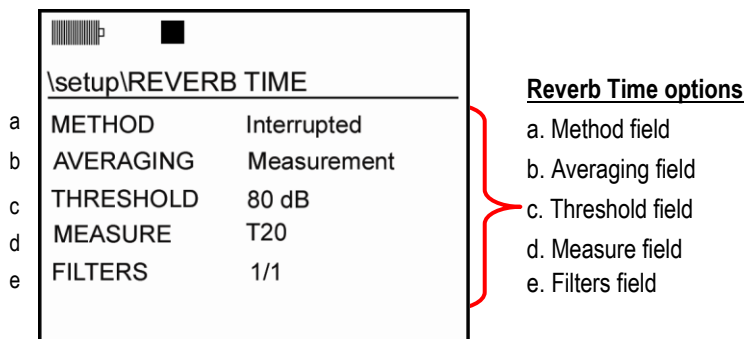 \setup\REVERB TIME
a METHOD Interrupted
b AVERAGING Measurement
c THRESHOLD 80 dB
d MEASURE T20
e FILTERS 1/1
Reverb Time options
a. Method field
b. Averaging field
c. Threshold field
d. Measure field
e. Filters field